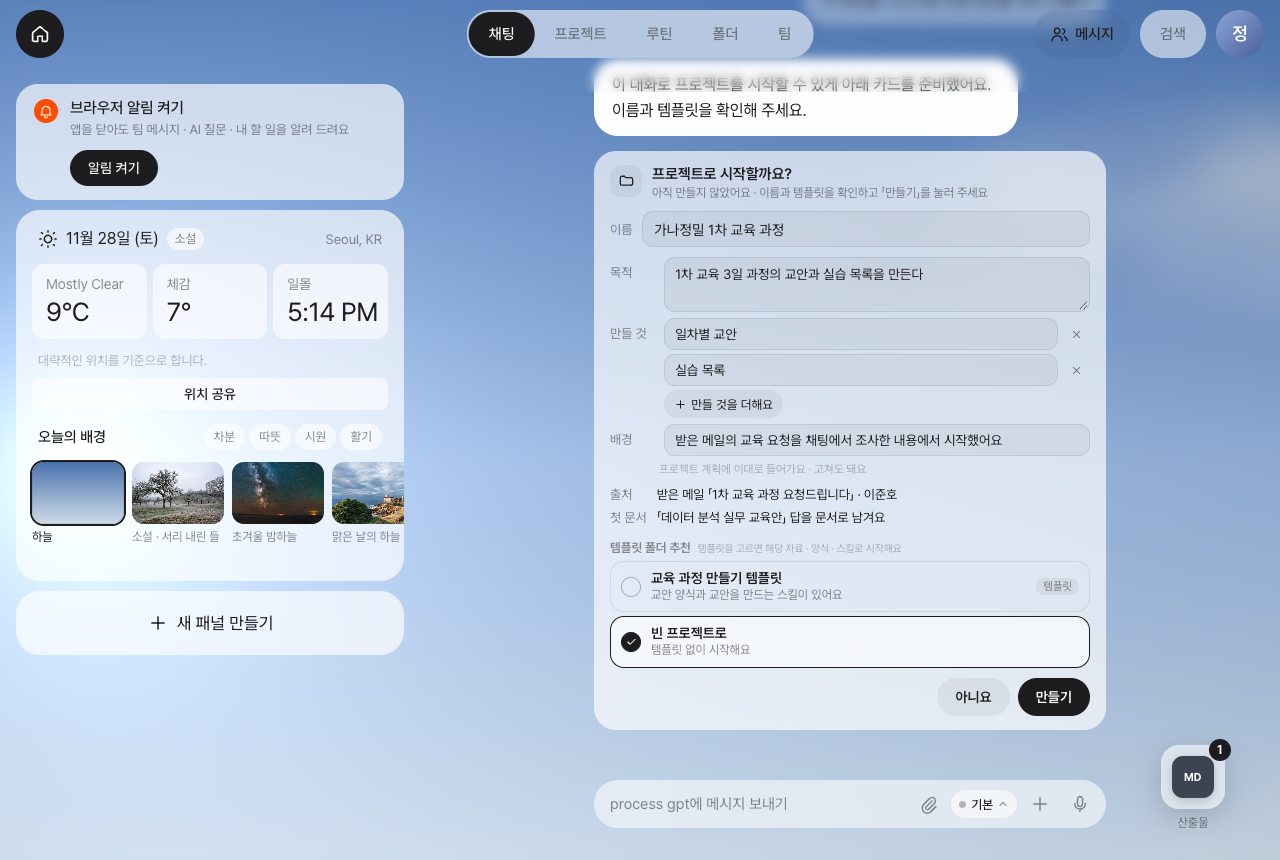 채팅
프로젝트
루틴
폴더
팀
메시지
검색
정
브라우저 알림 켜기
앱을 닫아도 팀 메시지 · AI 질문 · 내 할 일을 알려 드려요
알림 켜기
11월 28일 (토)
소설
Seoul, KR
Mostly Clear
9°C
체감
7°
일몰
5:14 PM
대략적인 위치를 기준으로 합니다.
위치 공유
오늘의 배경
차분
따뜻
시원
활기
하늘
소설 · 서리 내린 들
초겨울 밤하늘
맑은 날의 하늘
새 패널 만들기
이 대화로 프로젝트를 시작할 수 있게 아래 카드를 준비했어요.
이름과 템플릿을 확인해 주세요.
프로젝트로 시작할까요?
아직 만들지 않았어요 · 이름과 템플릿을 확인하고 「만들기」를 눌러 주세요
이름
가나정밀 1차 교육 과정
목적
1차 교육 3일 과정의 교안과 실습 목록을 만든다
만들 것
일차별 교안
실습 목록
만들 것을 더해요
배경
받은 메일의 교육 요청을 채팅에서 조사한 내용에서 시작했어요
프로젝트 계획에 이대로 들어가요 · 고쳐도 돼요
출처
받은 메일 「1차 교육 과정 요청드립니다」 · 이준호
첫 문서
「데이터 분석 실무 교육안」 답을 문서로 남겨요
템플릿 폴더 추천
템플릿을 고르면 해당 자료 · 양식 · 스킬로 시작해요
교육 과정 만들기 템플릿
교안 양식과 교안을 만드는 스킬이 있어요
템플릿
빈 프로젝트로
템플릿 없이 시작해요
아니요
만들기
process gpt에 메시지 보내기
기본
1
MD
산출물